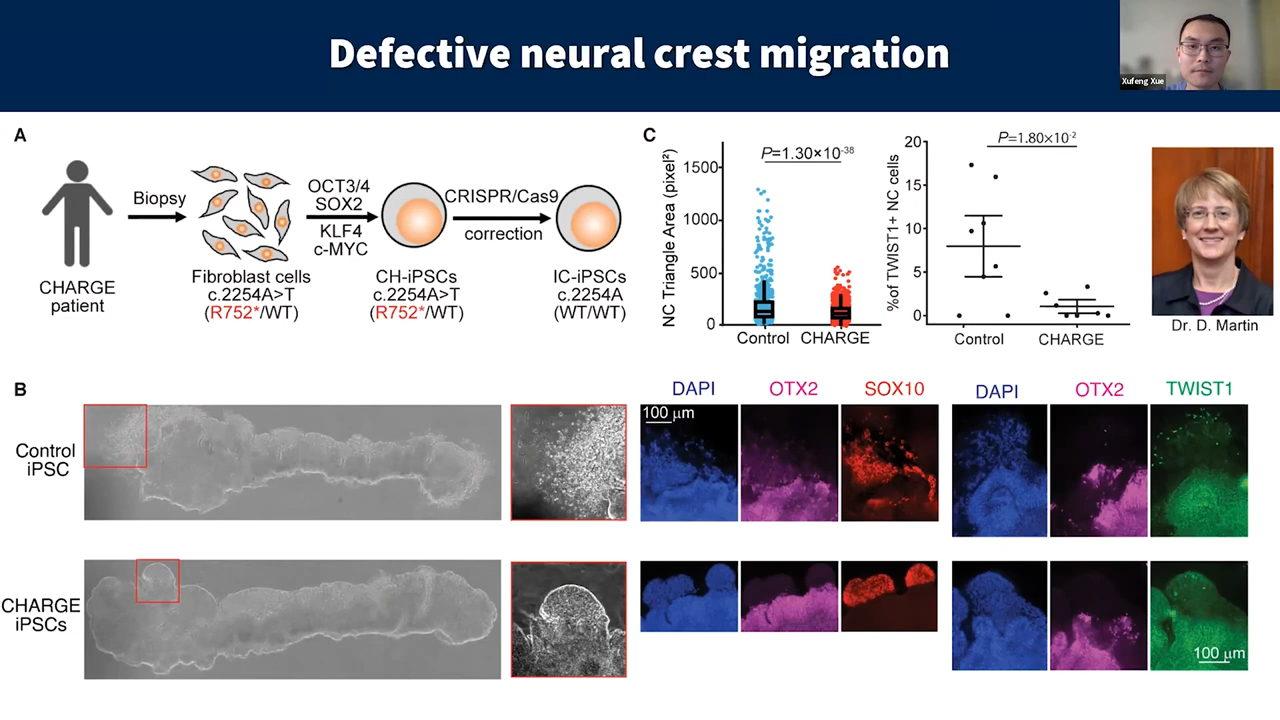 Defective neural crest migration
Xufeng Xue
A
Biopsy
OCT3/4
SOX2
KLF4
c-MYC
CRISPR/Cas9
correction
CHARGE
patient
Fibroblast cells
c.2254A>T
(R752*/WT)
CH-iPSCs
c.2254A>T
(R752*/WT)
IC-iPSCs
c.2254A
(WT/WT)
C
NC Triangle Area (pixel²)
1500
1000
500
0
P=1.30×10-38
Control
CHARGE
%of TWIST1+ NC cells
20
15
10
5
0
P=1.80×10-2
Control
CHARGE
Dr. D. Martin
B
DAPI
OTX2
SOX10
DAPI
OTX2
TWIST1
Control
iPSC
100 µm
CHARGE
iPSCs
100 µm